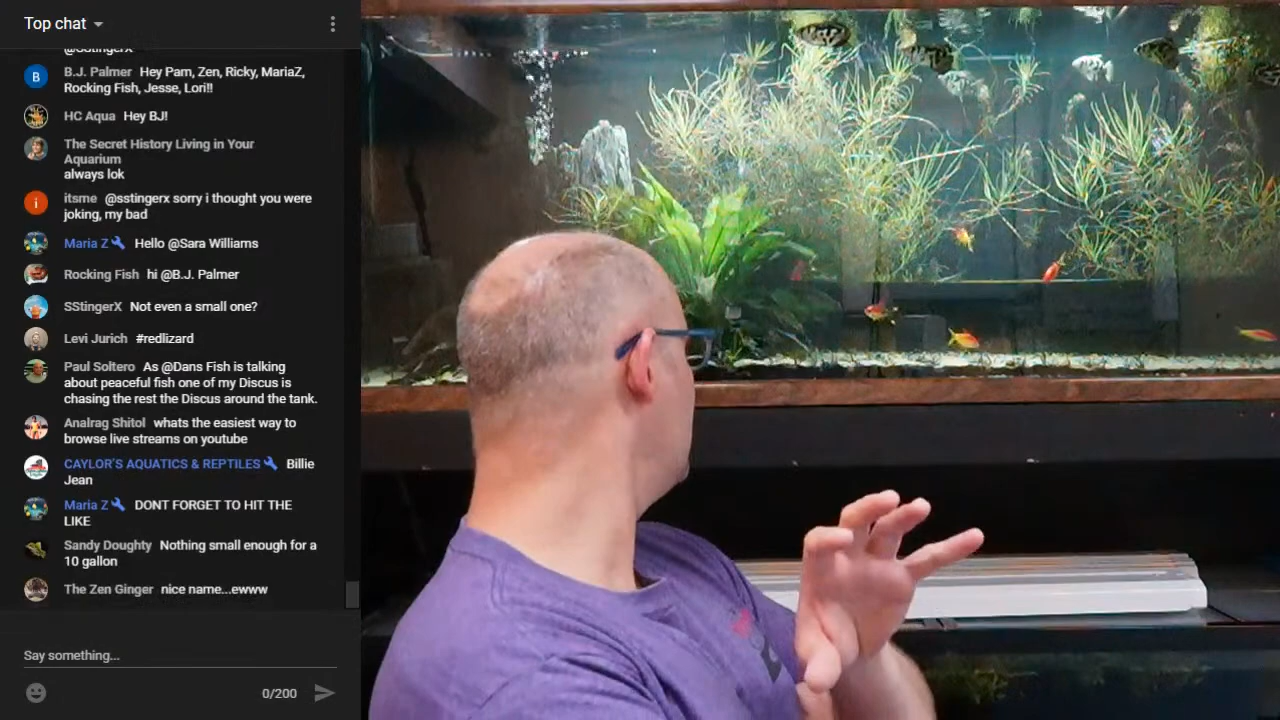 Top chat
@SStingerX
B B.J. Palmer Hey Pam, Zen, Ricky, MariaZ,
Rocking Fish, Jesse, Lori!!
HC Aqua Hey BJ!
The Secret History Living in Your
Aquarium
always lok
i itsme @sstingerx sorry i thought you were
joking, my bad
Maria Z Hello @Sara Williams
Rocking Fish hi @B.J. Palmer
SStingerX Not even a small one?
Levi Jurich #redlizard
Paul Soltero As @Dans Fish is talking
about peaceful fish one of my Discus is
chasing the rest the Discus around the tank.
Analrag Shitol whats the easiest way to
browse live streams on youtube
CAYLOR'S AQUATICS & REPTILES Billie
Jean
Maria Z DONT FORGET TO HIT THE
LIKE
Sandy Doughty Nothing small enough for a
10 gallon
The Zen Ginger nice name...ewww
Say something...
0/200